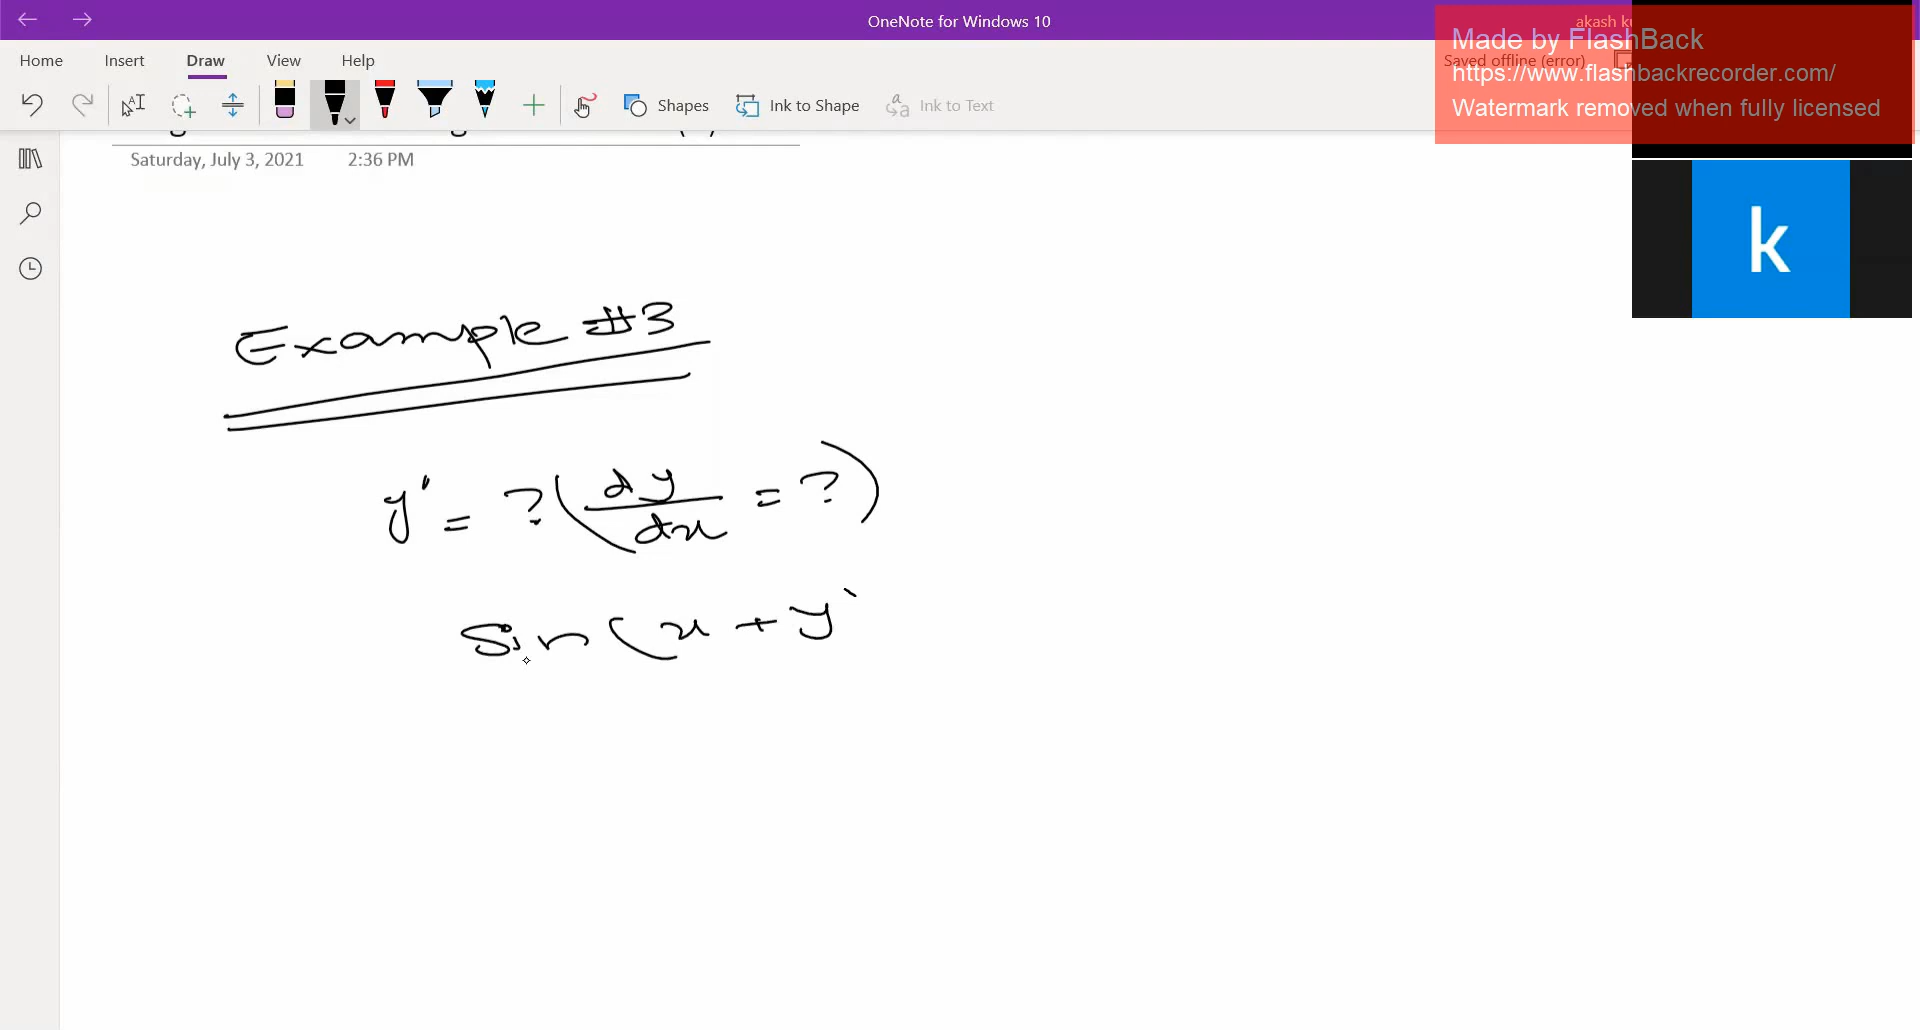 OneNote for Windows 10
akash ku
Made by FlashBack
Home Insert Draw View Help
Saved offline (error)
https://www.flashbackrecorder.com/
Shapes Ink to Shape Ink to Text
Watermark removed when fully licensed
Saturday, July 3, 2021 2:36 PM
k
Example #3
y' = ? (dy/dx = ?)
Sin (x + y